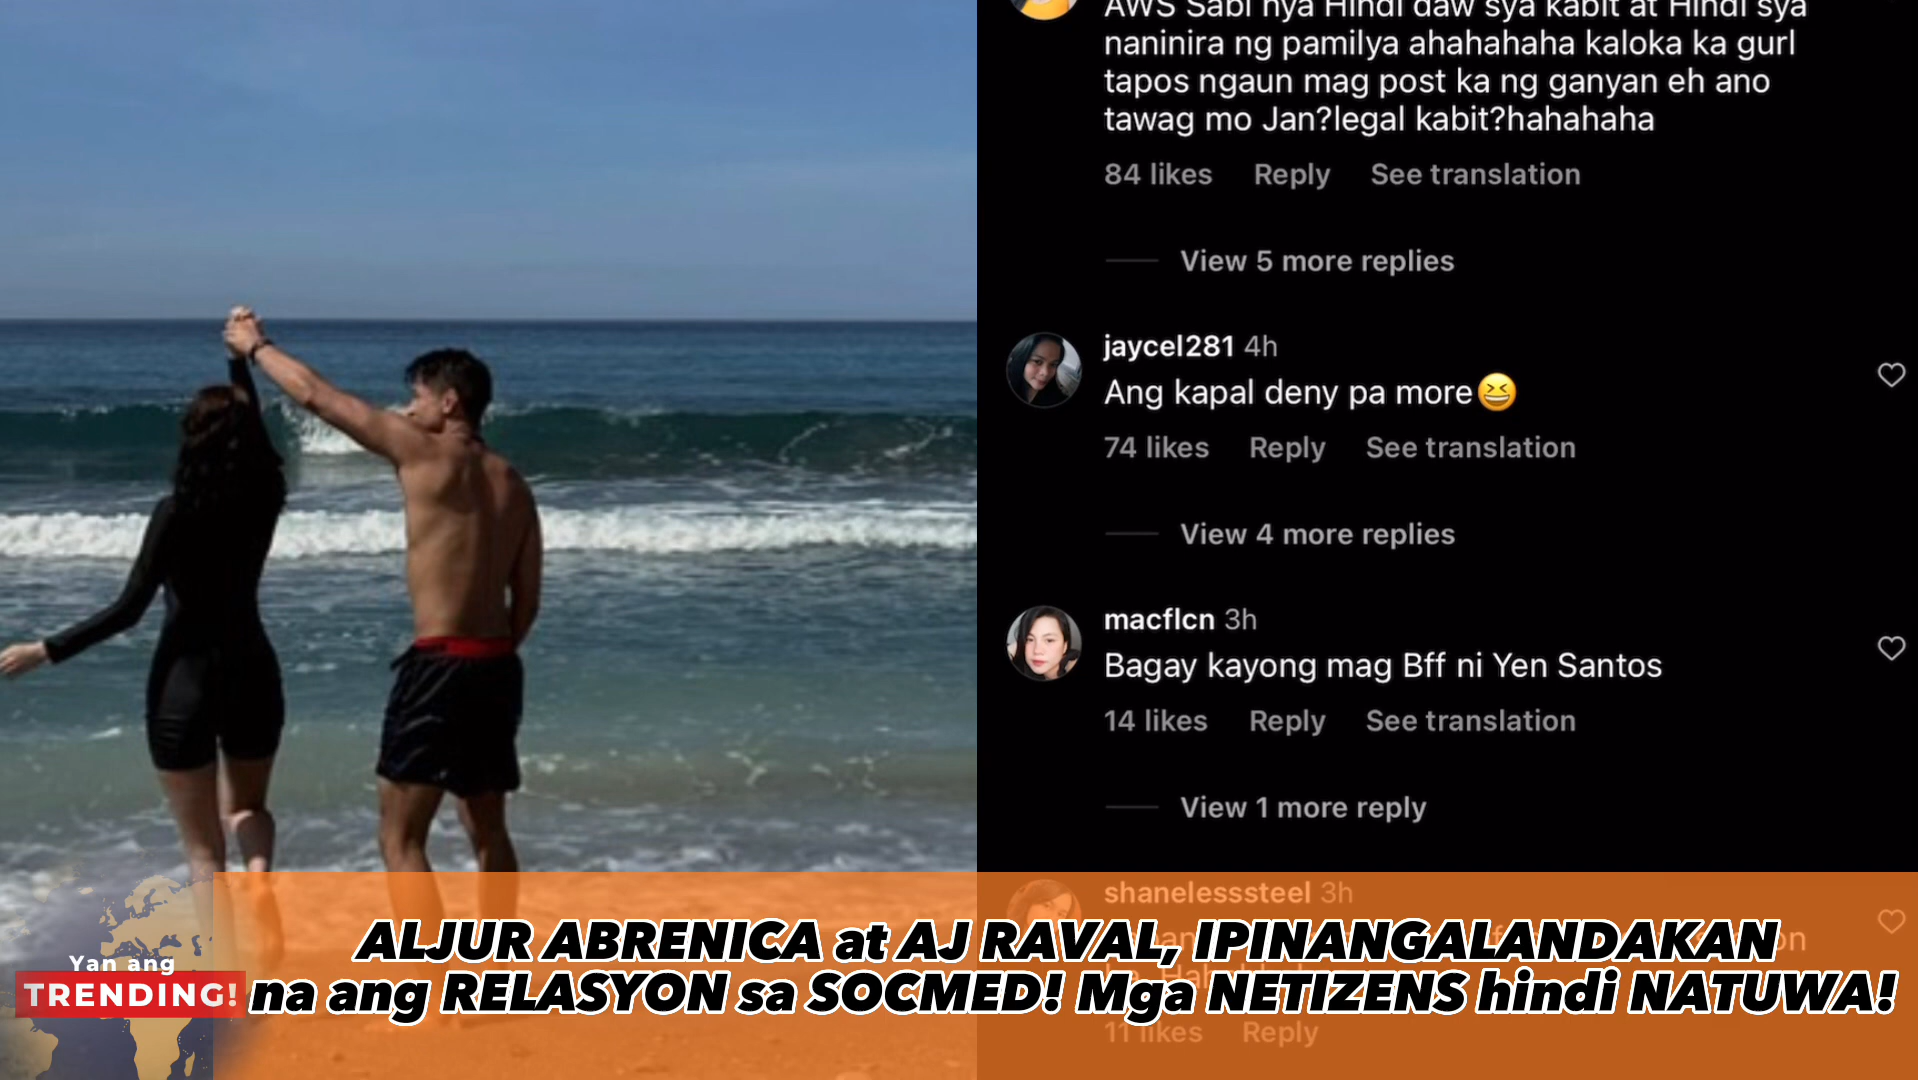 AWS Sabi nya Hindi daw sya kabit at Hindi sya
naninira ng pamilya ahahahaha kaloka ka gurl
tapos ngaun mag post ka ng ganyan eh ano
tawag mo Jan?legal kabit?hahahaha
84 likes Reply See translation
View 5 more replies
jaycel281 4h
Ang kapal deny pa more😆
74 likes Reply See translation
View 4 more replies
macflcn 3h
Bagay kayong mag Bff ni Yen Santos
14 likes Reply See translation
View 1 more reply
shanelesssteel 3h
11 likes Reply
ALJUR ABRENICA at AJ RAVAL, IPINANGALANDAKAN
na ang RELASYON sa SOCMED! Mga NETIZENS hindi NATUWA!
Yan ang
TRENDING!